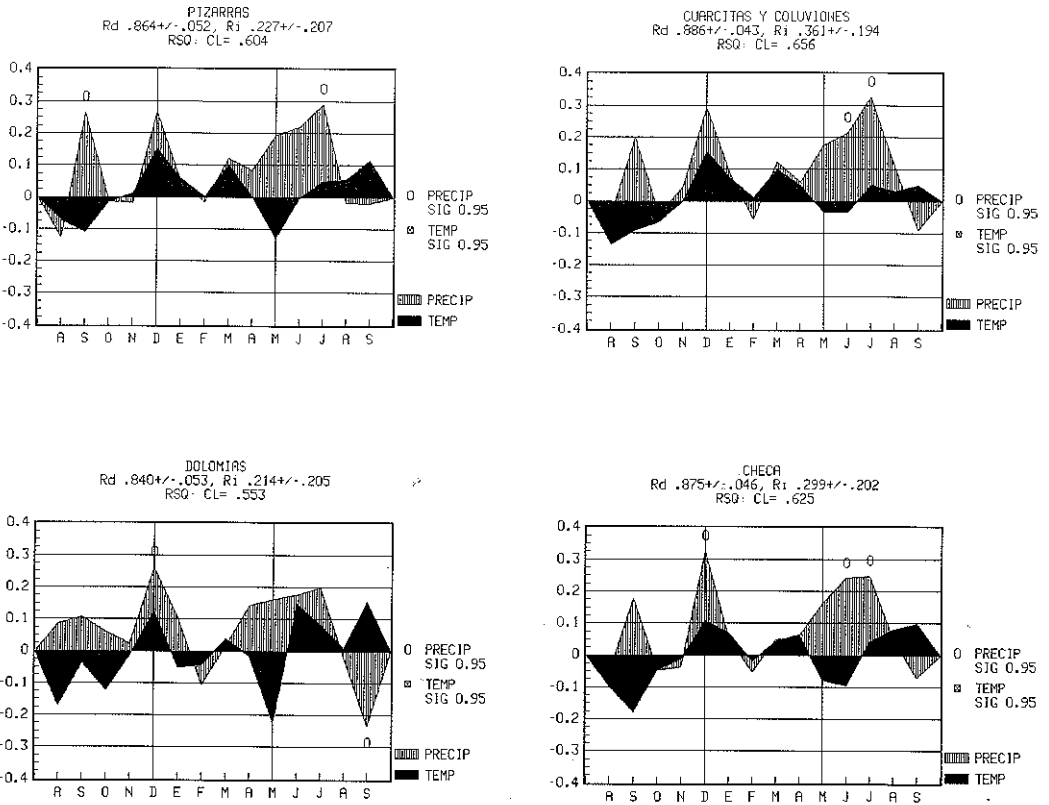 PIZARRAS
Rd .864+/-.052, Ri .227+/-.207
RSQ: CL= .604
0.4
0.3
0.2
0.1
0
-0.1
-0.2
-0.3
-0.4
A S O N D E F M A M J J A S
O PRECIP
SIG 0.95
TEMP
SIG 0.95
PRECIP
TEMP
CUARCITAS Y COLUVIONES
Rd .886+/-.043, Ri .361+/-.194
RSQ: CL= .656
0.4
0.3
0.2
0.1
0
-0.1
-0.2
-0.3
-0.4
A S O N D E F M A M J J A S
O PRECIP
SIG 0.95
TEMP
SIG 0.95
PRECIP
TEMP
DOLOMIAS
Rd .840+/-.053, Ri .214+/-.205
RSQ: CL= .553
0.4
0.3
0.2
0.1
0
-0.1
-0.2
-0.3
-0.4
A S O N D E F M A M J J A S
O PRECIP
SIG 0.95
TEMP
SIG 0.95
PRECIP
TEMP
CHECA
Rd .875+/-.046, Ri .299+/-.202
RSQ: CL= .625
0.4
0.3
0.2
0.1
0
-0.1
-0.2
-0.3
-0.4
A S O N D E F M A M J J A S
O PRECIP
SIG 0.95
TEMP
SIG 0.95
PRECIP
TEMP